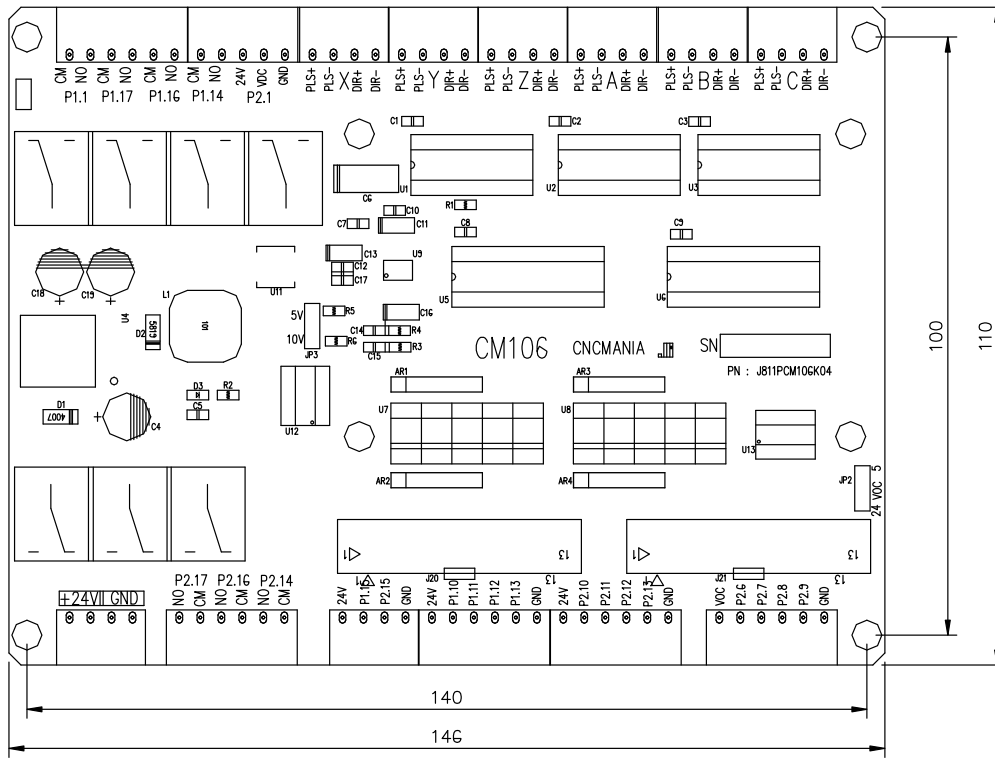 CM NO CM NO CM NO CM NO 24V VDC GND PLS+ PLS- X DIR+ DIR- PLS+ PLS- Y DIR+ DIR- PLS+ PLS- Z DIR+ DIR- PLS+ PLS- A DIR+ DIR- PLS+ PLS- B DIR+ DIR- PLS+ PLS- C DIR+ DIR-
P1.1 P1.17 P1.16 P1.14 P2.1
C1 C2 C3
C6 U1 U2 U3
C10 R1
C7 C11 C8 C9
C13 U9
C12
C17
C18 C19 L1 U11 U5 U6
5V R5 C16
U4 D2 5819 101
10V C14 R4
R6 C15 R3
JP3
CM106 CNCMANIA SN
PN : J811PCM106K04
AR1 AR3
D3 R2
D1 4007 C5 C4 U12 U7 U8 U13
AR2 AR4 JP2 24 VOC 5
1 13 1 13
1 J20 13 1 J21 13
P2.17 P2.16 P2.14
+24V GND NO CM NO CM NO CM 24V P1.15 P2.15 GND 24V P1.10 P1.11 P1.12 P1.13 GND 24V P2.10 P2.11 P2.12 P2.13 GND VOC P2.6 P2.7 P2.8 P2.9 GND
100
110
140
146